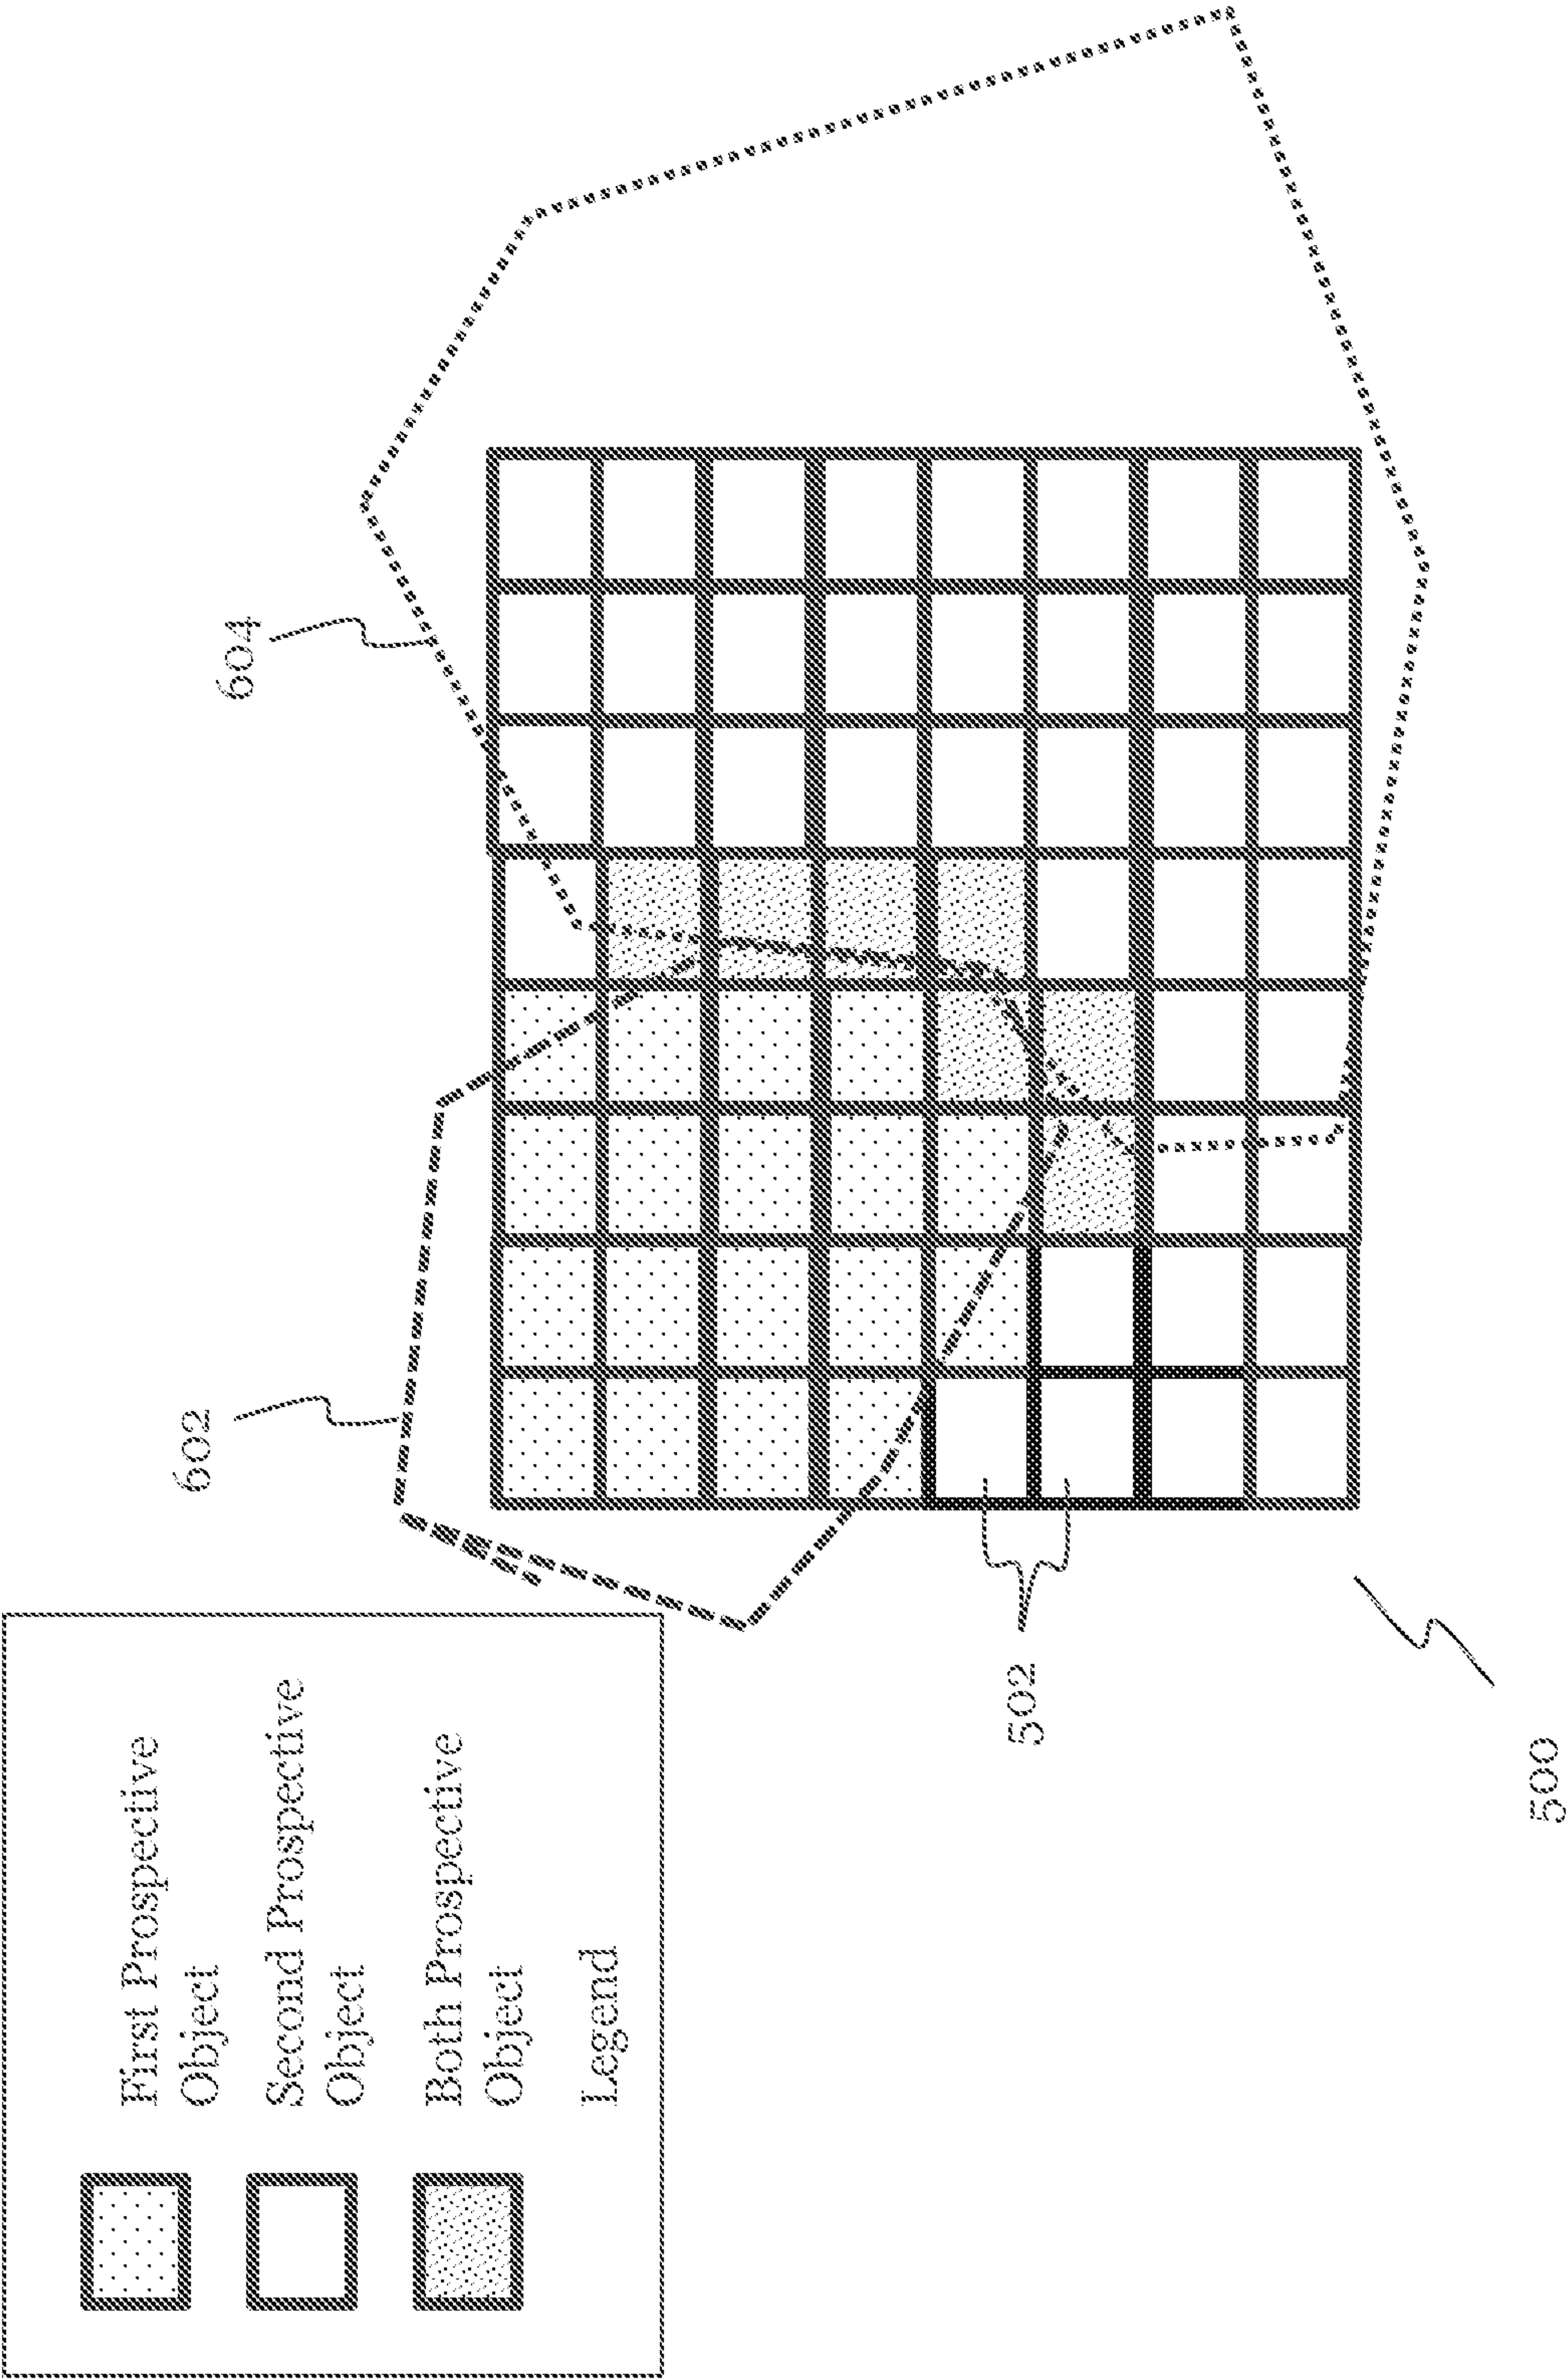 First Prospective
Object
Second Prospective
Object
Both Prospective
Object
Legend
602
604
502
500